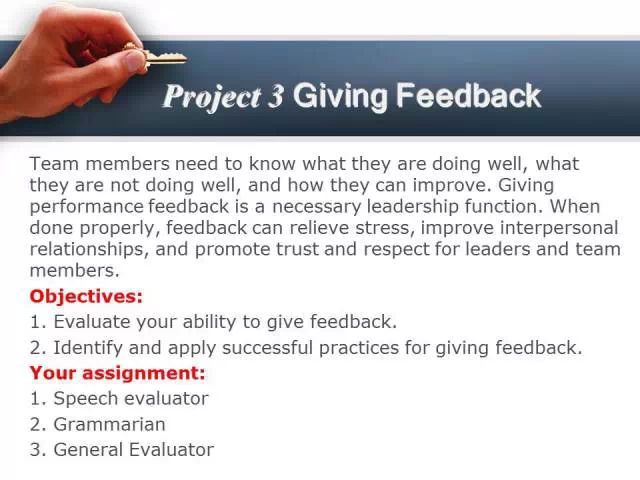 Project 3 Giving Feedback
Team members need to know what they are doing well, what
they are not doing well, and how they can improve. Giving
performance feedback is a necessary leadership function. When
done properly, feedback can relieve stress, improve interpersonal
relationships, and promote trust and respect for leaders and team
members.
Objectives:
1. Evaluate your ability to give feedback.
2. Identify and apply successful practices for giving feedback.
Your assignment:
1. Speech evaluator
2. Grammarian
3. General Evaluator